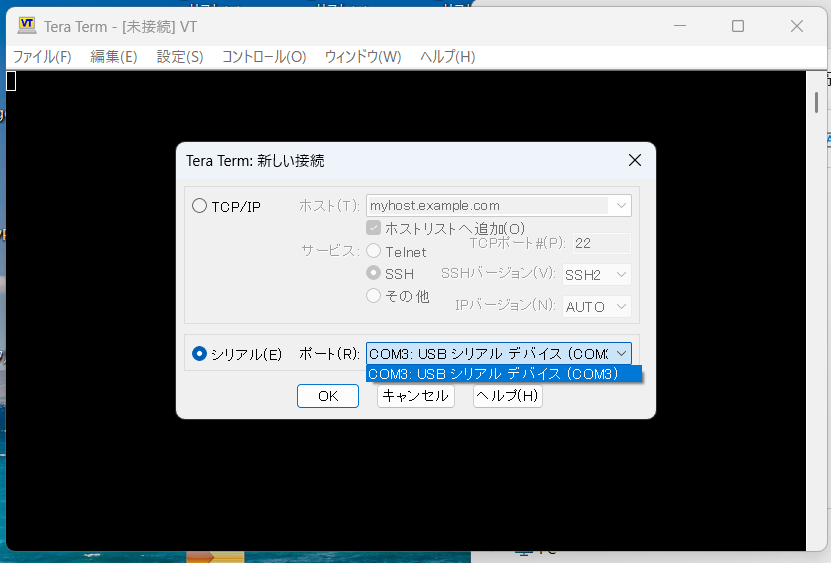 Tera Term - [未接続] VT
ファイル(F) 編集(E) 設定(S) コントロール(O) ウィンドウ(W) ヘルプ(H)
Tera Term: 新しい接続
TCP/IP
ホスト(T): myhost.example.com
ホストリストへ追加(O)
サービス: Telnet
TCPポート#(P): 22
SSH
SSHバージョン(V): SSH2
その他
IPバージョン(N): AUTO
シリアル(E) ポート(R): COM3: USB シリアル デバイス (COM3
COM3: USB シリアル デバイス (COM3)
OK キャンセル ヘルプ(H)